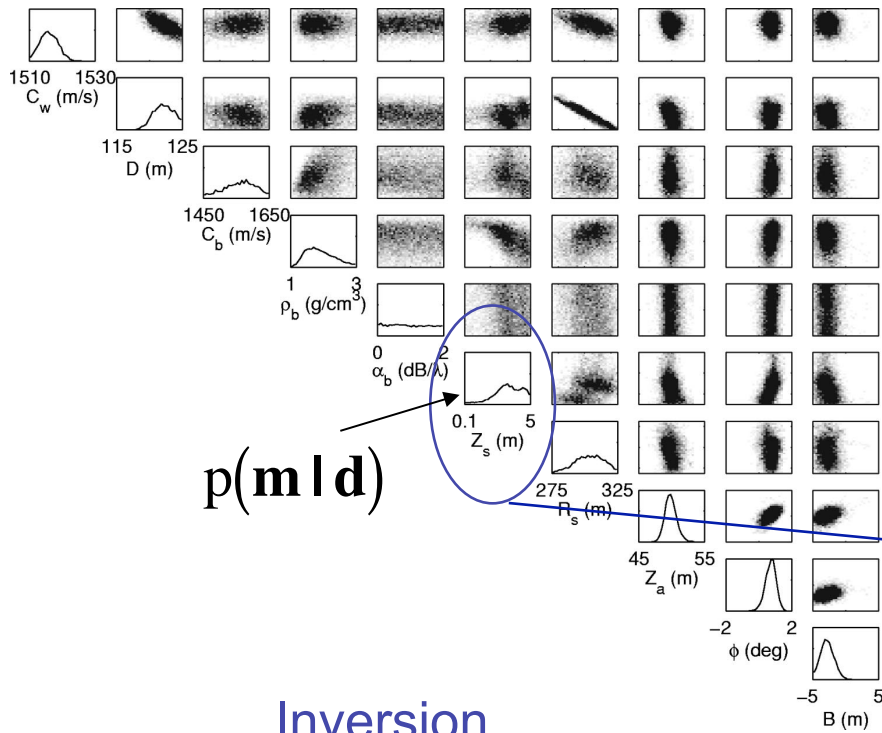 1510 1530
C_w (m/s)
115 125
D (m)
1450 1650
C_b (m/s)
1 3
ρ_b (g/cm³)
0 2
α_b (dB/λ)
0.1 5
Z_s (m)
p(m|d)
275 325
R_s (m)
45 55
Z_a (m)
−2 2
ϕ (deg)
−5 5
B (m)
Inversion